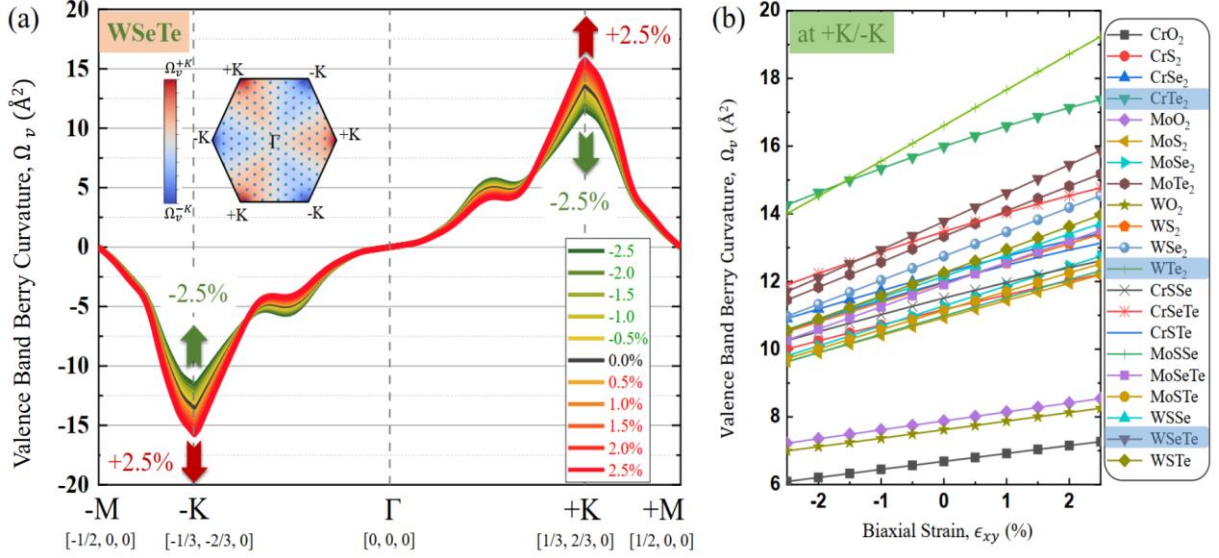 (a)
WSeTe
Valence Band Berry Curvature, Ω_v (Å²)
20
15
10
5
0
-5
-10
-15
-20
Ω_v^{+K}
Ω_v^{-K}
+K
-K
-K
Γ
+K
+K
-K
+2.5%
-2.5%
-2.5%
+2.5%
-2.5
-2.0
-1.5
-1.0
-0.5%
0.0%
0.5%
1.0%
1.5%
2.0%
2.5%
-M
-K
Γ
+K
+M
[-1/2, 0, 0]
[-1/3, -2/3, 0]
[0, 0, 0]
[1/3, 2/3, 0]
[1/2, 0, 0]
(b)
at +K/-K
Valence Band Berry Curvature, Ω_v (Å²)
20
18
16
14
12
10
8
6
-2
-1
0
1
2
Biaxial Strain, ϵ_{xy} (%)
CrO₂
CrS₂
CrSe₂
CrTe₂
MoO₂
MoS₂
MoSe₂
MoTe₂
WO₂
WS₂
WSe₂
WTe₂
CrSSe
CrSeTe
CrSTe
MoSSe
MoSeTe
MoSTe
WSSe
WSeTe
WSTe